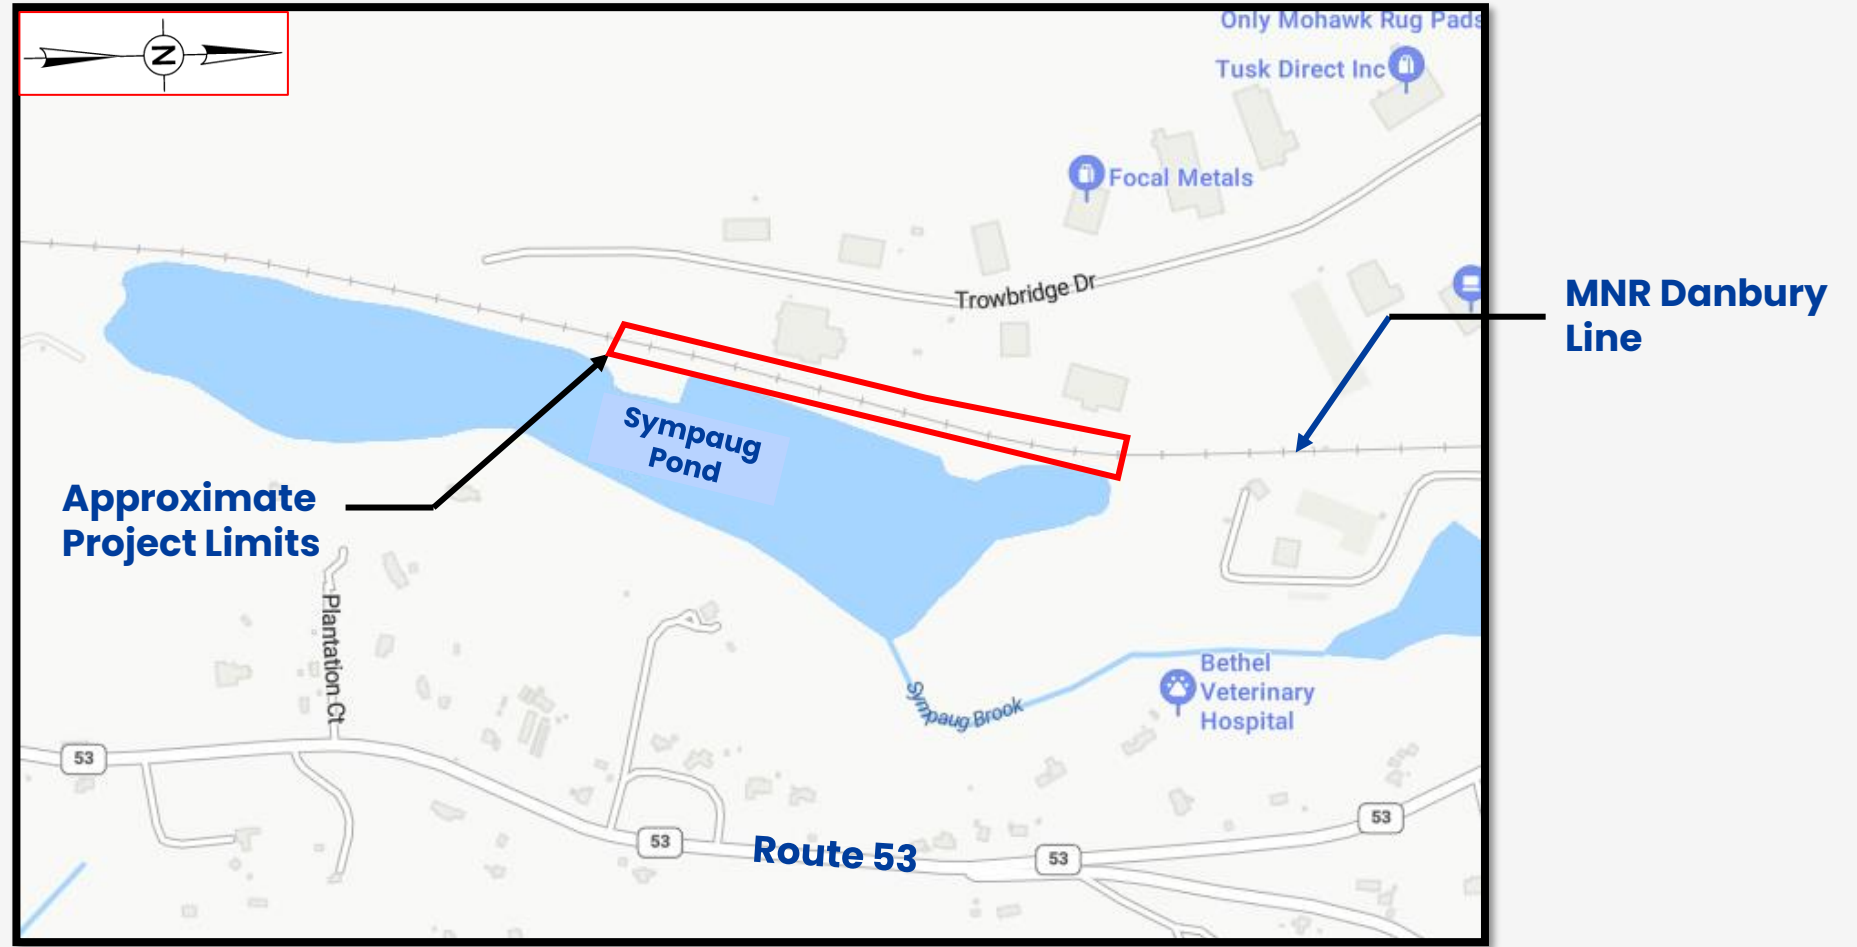 N
Only Mohawk Rug Pads
Tusk Direct Inc
Focal Metals
Trowbridge Dr
MNR Danbury
Line
Sympaug
Pond
Approximate
Project Limits
Plantation Ct
Sympaug Brook
Bethel
Veterinary
Hospital
53
53
Route 53
53
53